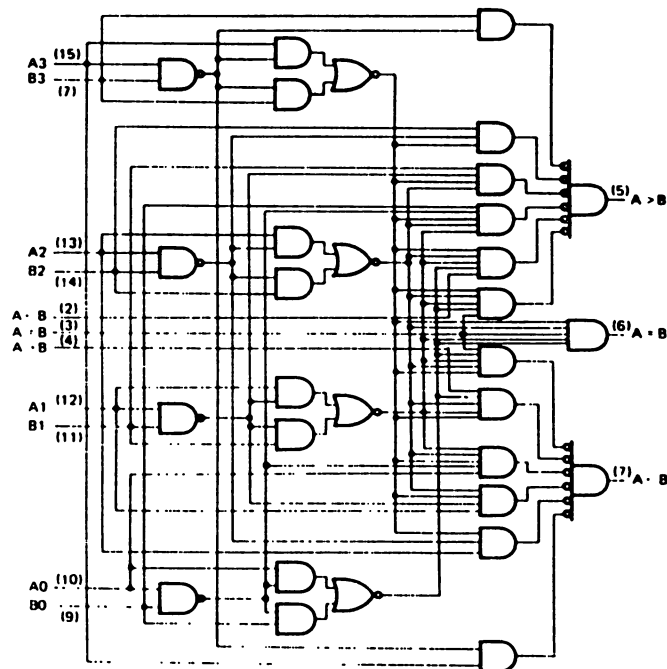 A3 (15)
B3
(7)
(5) A > B
A2 (13)
B2
(14)
A · B (2)
A · B (3)
A · B (4)
(6) A = B
A1 (12)
B1
(11)
(7) A · B
A0 (10)
B0
(9)